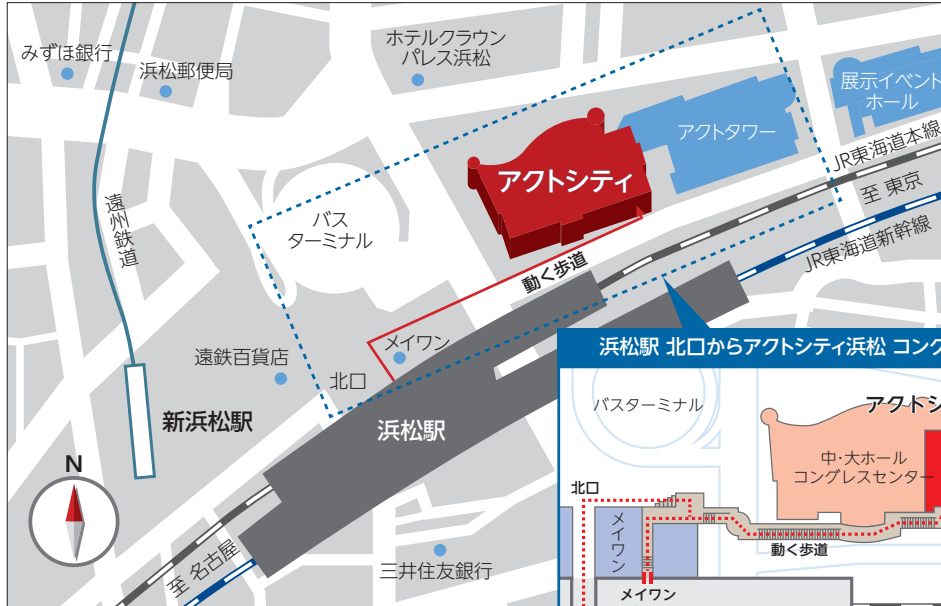 みずほ銀行
浜松郵便局
ホテルクラウン
パレス浜松
展示イベント
ホール
アクトタワー
アクトシティ
JR東海道本線
至 東京
JR東海道新幹線
遠州鉄道
バス
ターミナル
動く歩道
メイワン
遠鉄百貨店
北口
新浜松駅
浜松駅
N
至 名古屋
三井住友銀行
浜松駅 北口からアクトシティ浜松 コング
バスターミナル
アクトシ
中・大ホール
コングレスセンター
北口
メイワン
動く歩道
メイワン